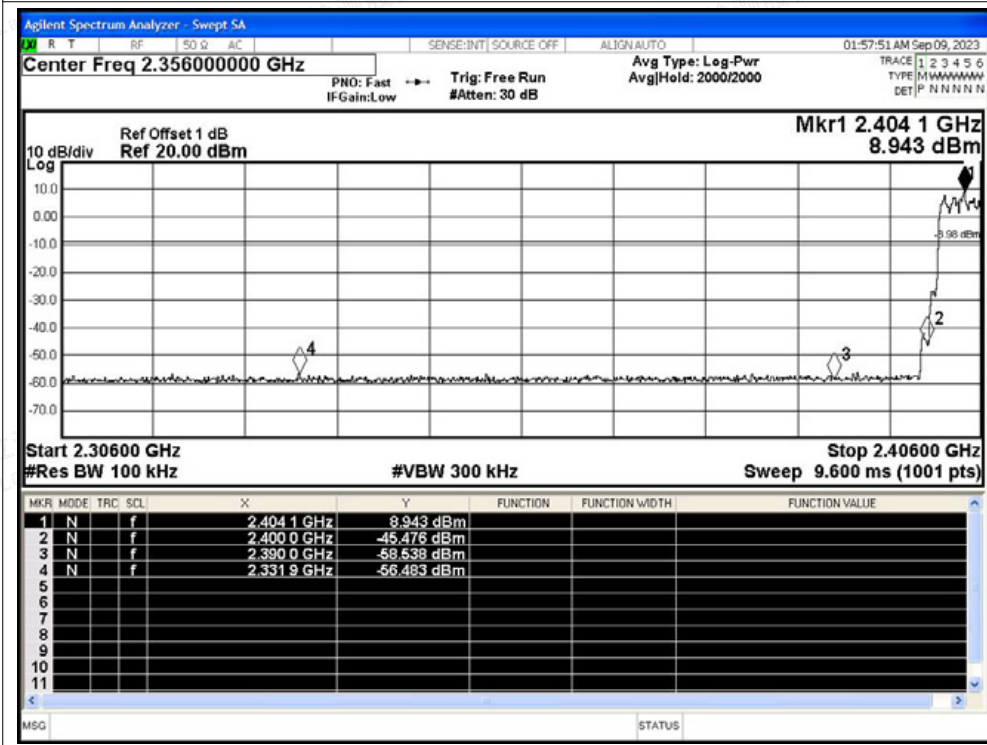 Agilent Spectrum Analyzer - Swept SA
LXI R T RF 50 Ω AC SENSE:INT SOURCE OFF ALIGN AUTO 01:57:51 AM Sep 09, 2023
Center Freq 2.356000000 GHz
PNO: Fast
IFGain:Low
Trig: Free Run
#Atten: 30 dB
Avg Type: Log-Pwr
Avg|Hold: 2000/2000
TRACE 1 2 3 4 5 6
TYPE M
DET P N N N N N
Ref Offset 1 dB
10 dB/div Ref 20.00 dBm
Log
Mkr1 2.404 1 GHz
8.943 dBm
10.0
0.00
-10.0
-20.0
-30.0
-40.0
-50.0
-60.0
-70.0
1
2
3
4
Start 2.30600 GHz Stop 2.40600 GHz
#Res BW 100 kHz #VBW 300 kHz Sweep 9.600 ms (1001 pts)
MKR MODE TRC SCL X Y FUNCTION FUNCTION WIDTH FUNCTION VALUE
1 N f 2.404 1 GHz 8.943 dBm
2 N f 2.400 0 GHz -45.476 dBm
3 N f 2.390 0 GHz -58.538 dBm
4 N f 2.331 9 GHz -56.483 dBm
5
6
7
8
9
10
11
MSG STATUS